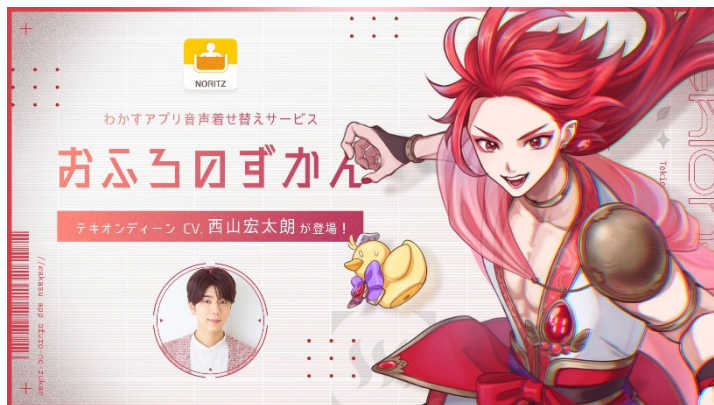 NORITZ
わかすアプリ音声着せ替えサービス
おふろのずかん
テキオンディーン CV. 西山宏太朗 が登場！
//wakasu app ofuro-no-zukan